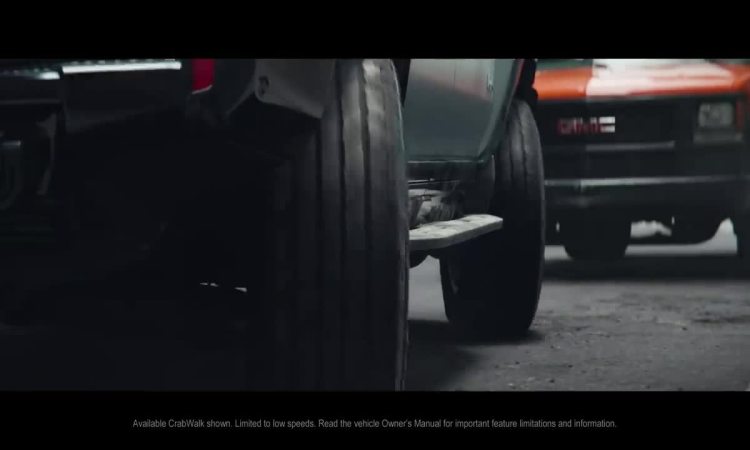 GMC
Available CrabWalk shown. Limited to low speeds. Read the vehicle Owner's Manual for important feature limitations and information.